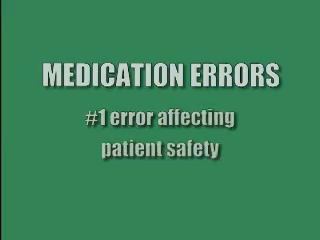 MEDICATION ERRORS
#1 error affecting
patient safety